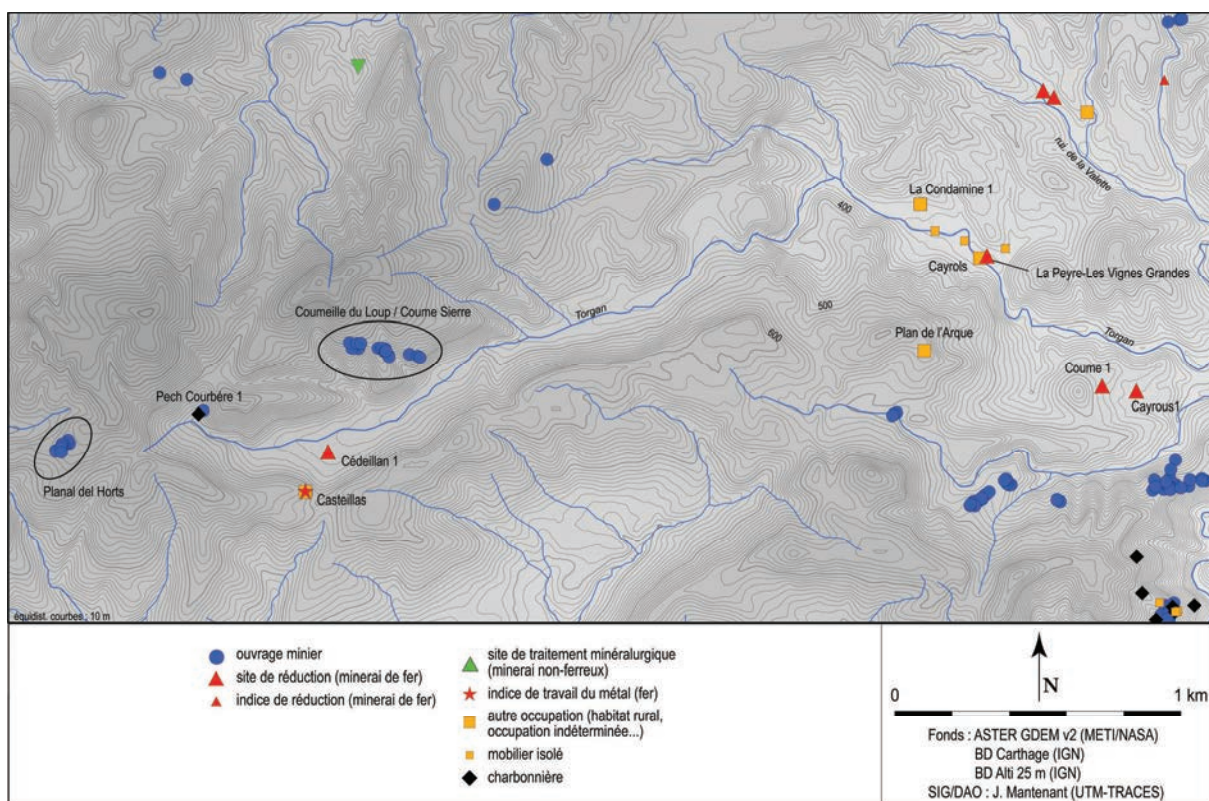 rui. de la Valette
La Condamine 1
400
Cayrols
La Peyre-Les Vignes Grandes
500
Torgan
Coumeille du Loup / Coume Sierre
Torgan
600
Plan de l'Arque
Coume 1
Pech Courbére 1
Cayrous1
Cédeillan 1
Planal del Horts
Casteillas
équidist. courbes : 10 m
ouvrage minier
site de réduction (minerai de fer)
indice de réduction (minerai de fer)
site de traitement minéralurgique
(minerai non-ferreux)
indice de travail du métal (fer)
autre occupation (habitat rural,
occupation indéterminée...)
mobilier isolé
charbonnière
N
0 1 km
Fonds : ASTER GDEM v2 (METI/NASA)
BD Carthage (IGN)
BD Alti 25 m (IGN)
SIG/DAO : J. Mantenant (UTM-TRACES)